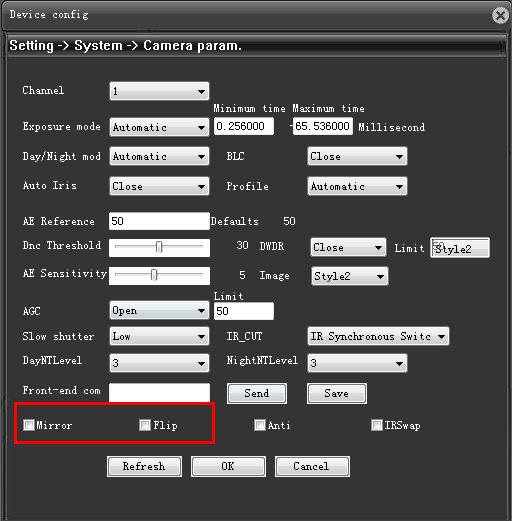 Device config
Setting -> System -> Camera param.
Channel 1
Minimum time Maximum time
Exposure mode Automatic 0.256000 -65.536000 Millisecond
Day/Night mod Automatic BLC Close
Auto Iris Close Profile Automatic
AE Reference 50 Defaults 50
Dnc Threshold 30 DWDR Close Limit Style2
AE Sensitivity 5 Image Style2
Limit
AGC Open 50
Slow shutter Low IR_CUT IR Synchronous Switc
DayNTLevel 3 NightNTLevel 3
Front-end com Send Save
Mirror Flip Anti IRSwap
Refresh OK Cancel